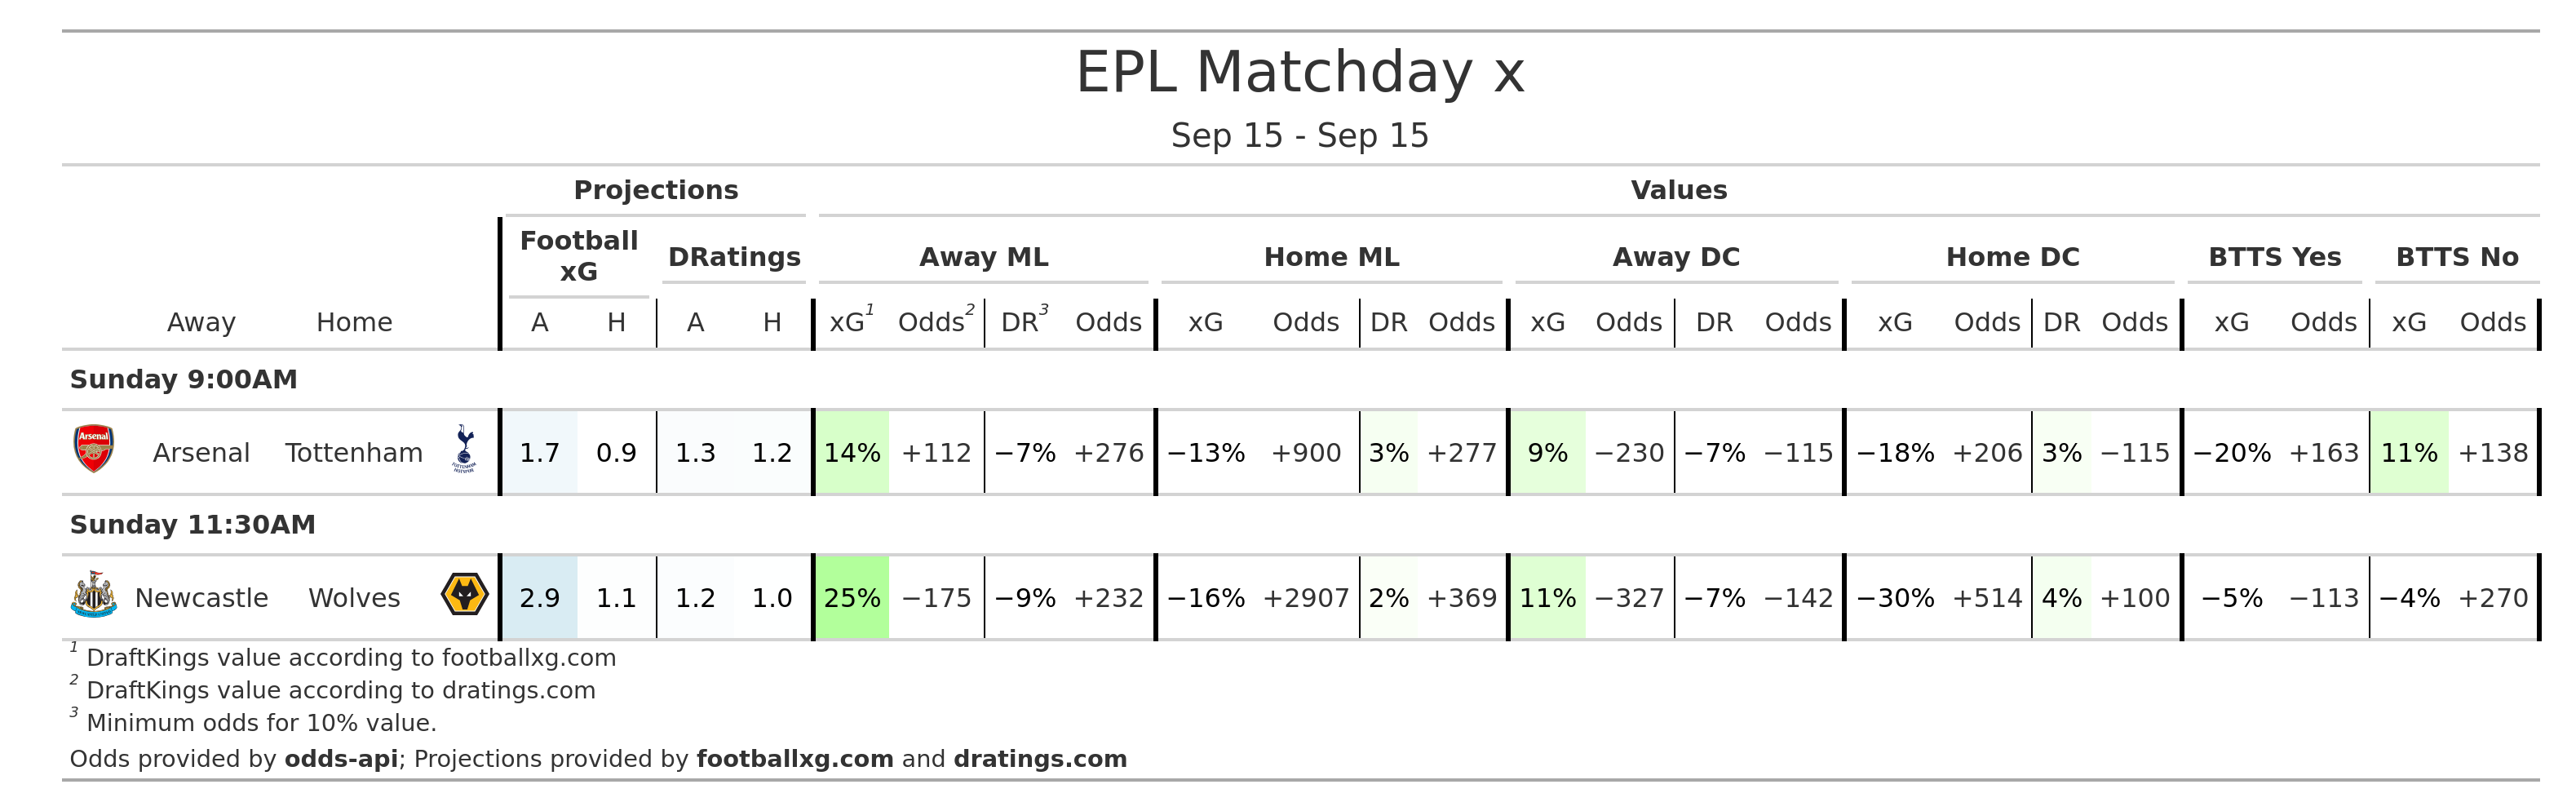 EPL Matchday x
Sep 15 - Sep 15
Projections Values
Football xG DRatings Away ML Home ML Away DC Home DC BTTS Yes BTTS No
Away Home A H A H xG1 Odds2 DR3 Odds xG Odds DR Odds xG Odds DR Odds xG Odds DR Odds xG Odds xG Odds
Sunday 9:00AM
Arsenal Arsenal Tottenham TOTTENHAM HOTSPUR 1.7 0.9 1.3 1.2 14% +112 −7% +276 −13% +900 3% +277 9% −230 −7% −115 −18% +206 3% −115 −20% +163 11% +138
Sunday 11:30AM
Newcastle Wolves 2.9 1.1 1.2 1.0 25% −175 −9% +232 −16% +2907 2% +369 11% −327 −7% −142 −30% +514 4% +100 −5% −113 −4% +270
1 DraftKings value according to footballxg.com
2 DraftKings value according to dratings.com
3 Minimum odds for 10% value.
Odds provided by odds-api; Projections provided by footballxg.com and dratings.com